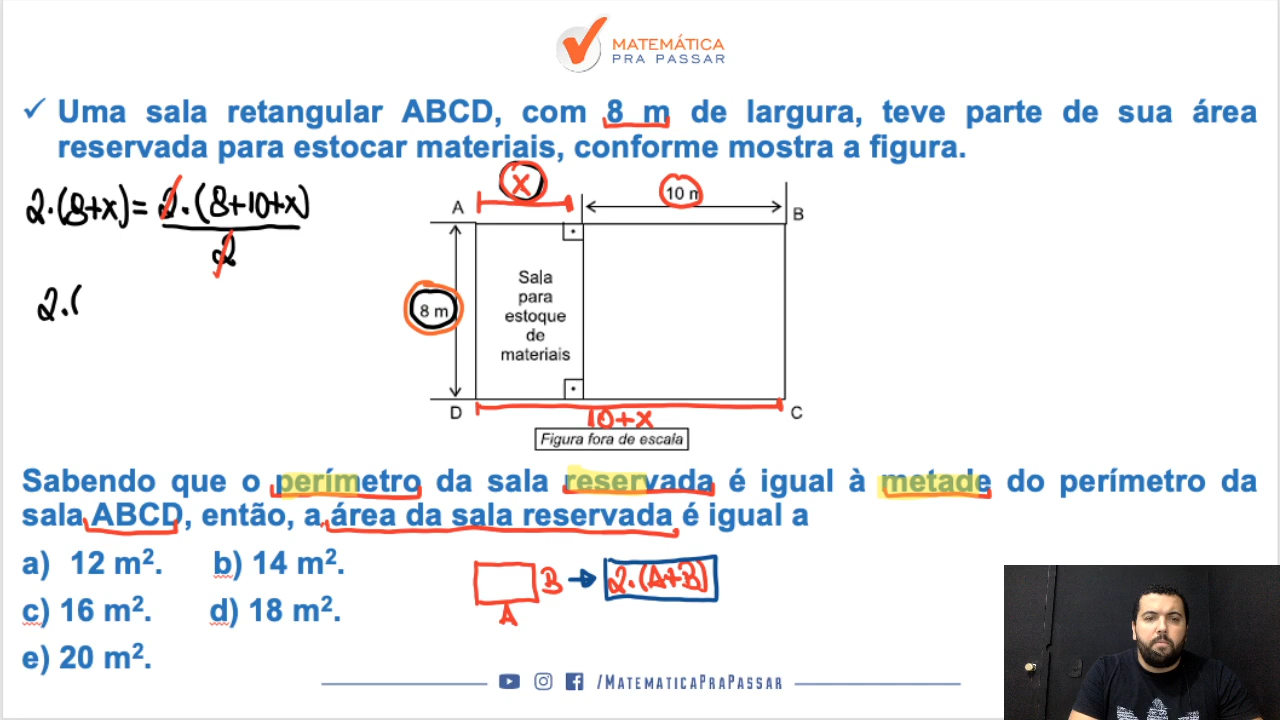 MATEMÁTICA
PRA PASSAR
✓ Uma sala retangular ABCD, com 8 m de largura, teve parte de sua área
reservada para estocar materiais, conforme mostra a figura.
2.(8+x)= 2.(8+10+x)
2
2.(
x
10 m
A
B
8 m
Sala
para
estoque
de
materiais
D
C
10+x
Figura fora de escala
Sabendo que o perímetro da sala reservada é igual à metade do perímetro da
sala ABCD, então, a área da sala reservada é igual a
a) 12 m². b) 14 m².
c) 16 m². d) 18 m².
e) 20 m².
B → 2.(A+B)
A
/MATEMATICAPRAPASSAR